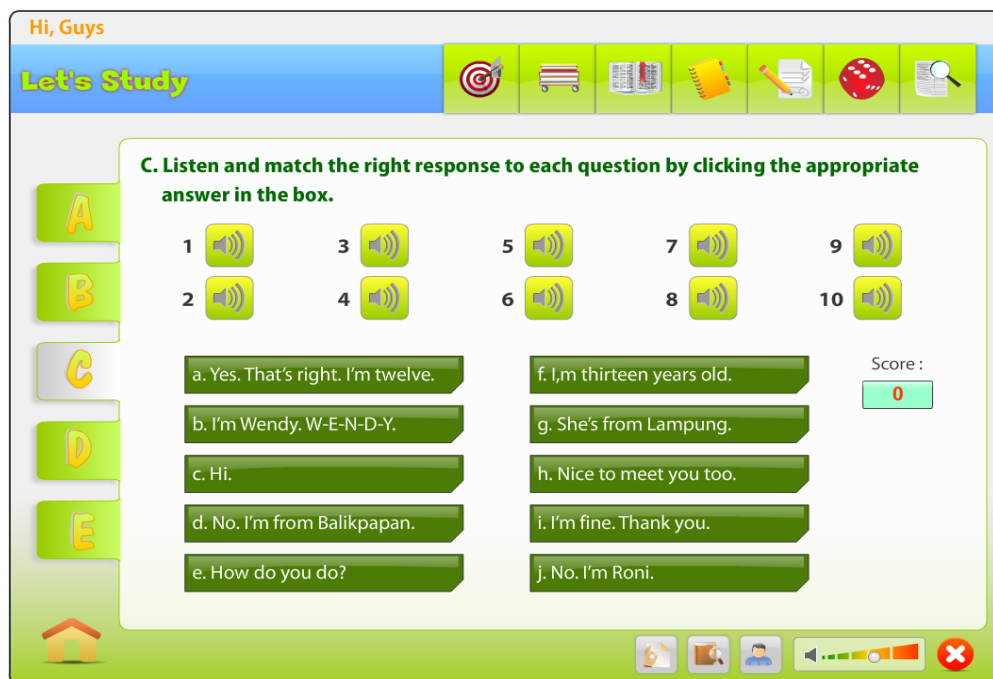 Hi, Guys
Let's Study
C. Listen and match the right response to each question by clicking the appropriate
answer in the box.
1 3 5 7 9
2 4 6 8 10
A
B
C
D
E
a. Yes. That's right. I'm twelve.
b. I'm Wendy. W-E-N-D-Y.
c. Hi.
d. No. I'm from Balikpapan.
e. How do you do?
f. I,m thirteen years old.
g. She's from Lampung.
h. Nice to meet you too.
i. I'm fine. Thank you.
j. No. I'm Roni.
Score :
0